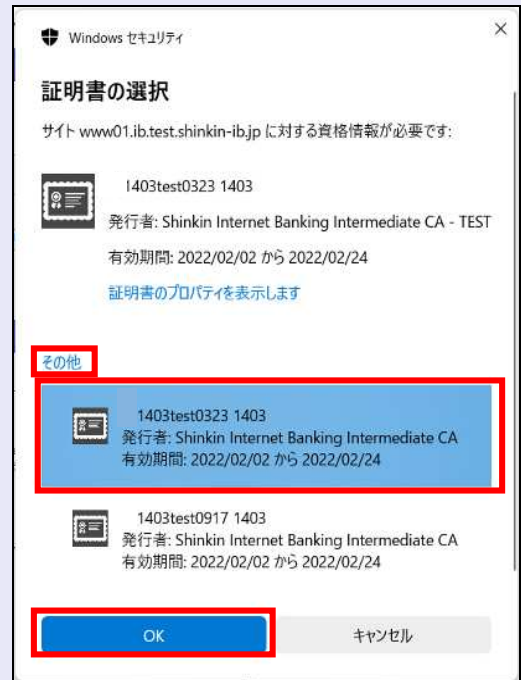 Windows セキュリティ
証明書の選択
サイト www01.ib.test.shinkin-ib.jp に対する資格情報が必要です:
1403test0323 1403
発行者: Shinkin Internet Banking Intermediate CA - TEST
有効期間: 2022/02/02 から 2022/02/24
証明書のプロパティを表示します
その他
1403test0323 1403
発行者: Shinkin Internet Banking Intermediate CA
有効期間: 2022/02/02 から 2022/02/24
1403test0917 1403
発行者: Shinkin Internet Banking Intermediate CA
有効期間: 2022/02/02 から 2022/02/24
OK
キャンセル